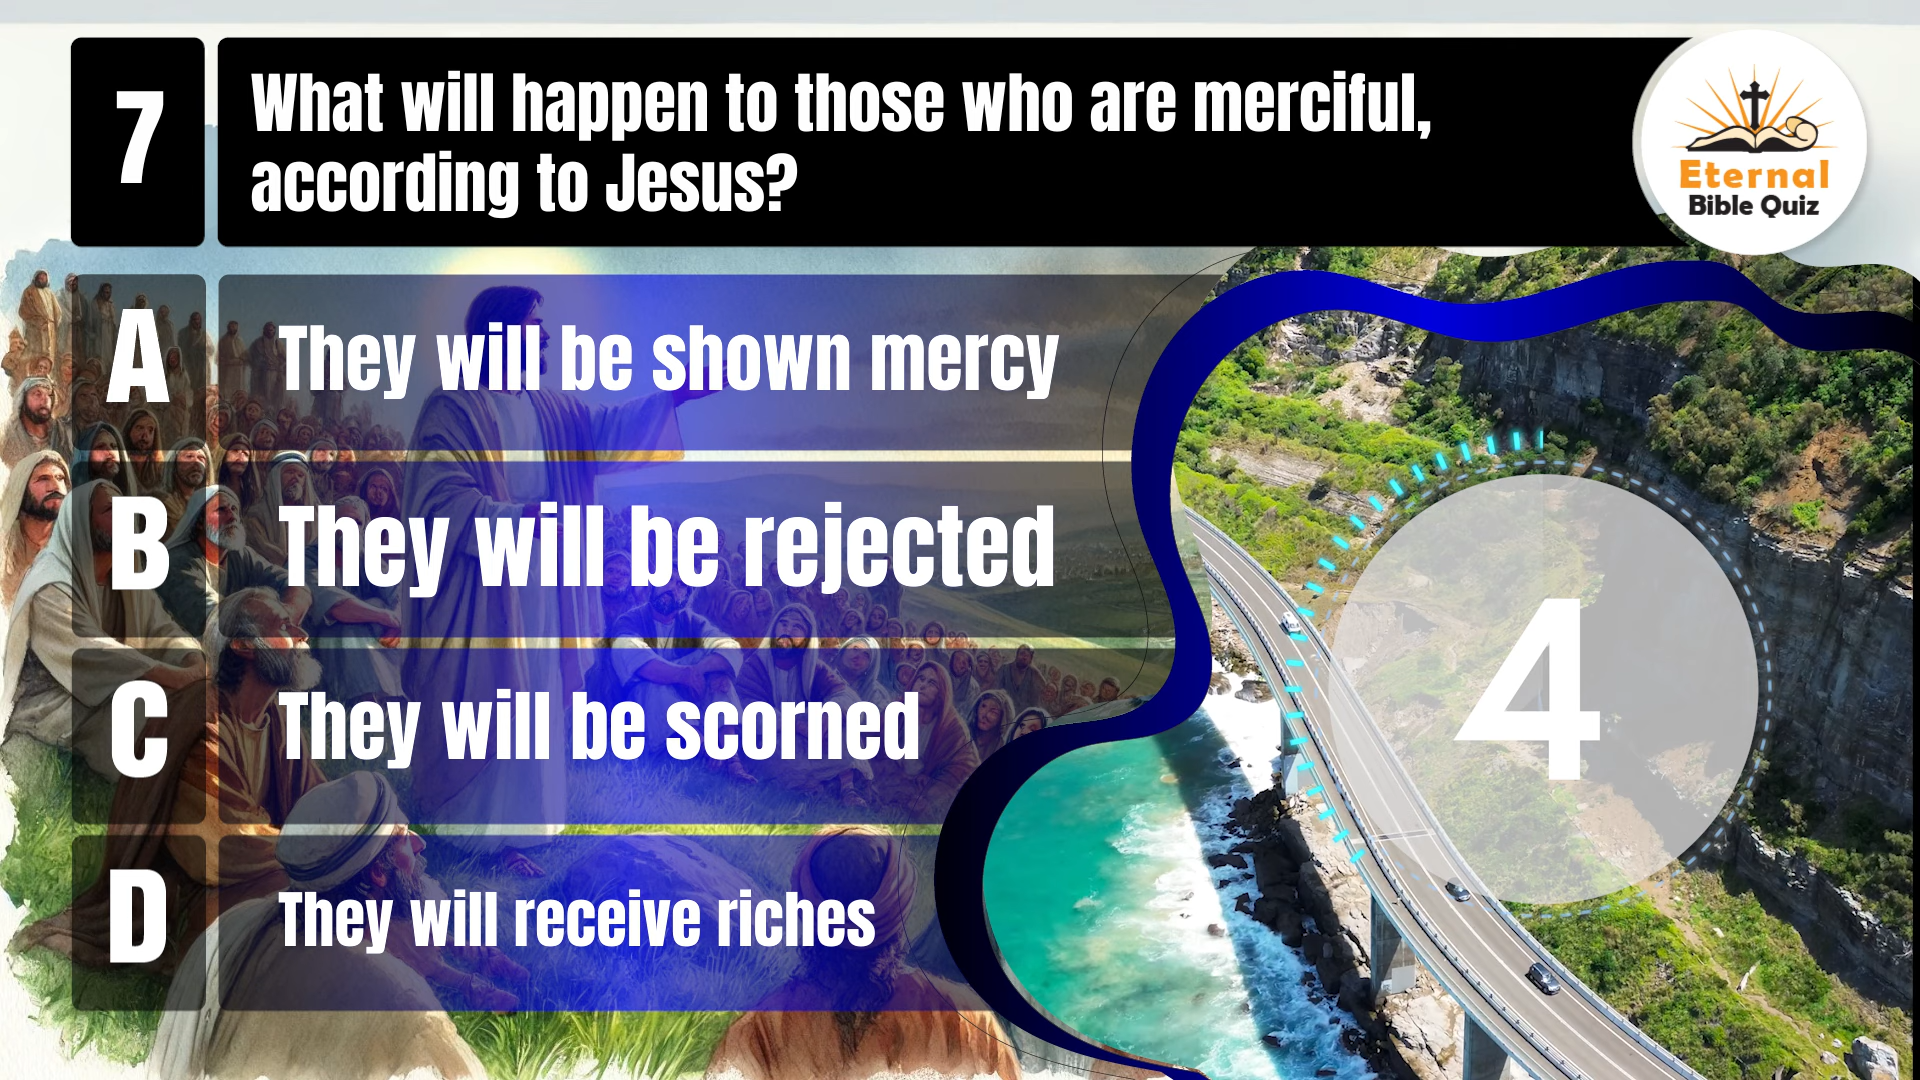 7
What will happen to those who are merciful,
according to Jesus?
Eternal
Bible Quiz
A
They will be shown mercy
B
They will be rejected
C
They will be scorned
D
They will receive riches
4